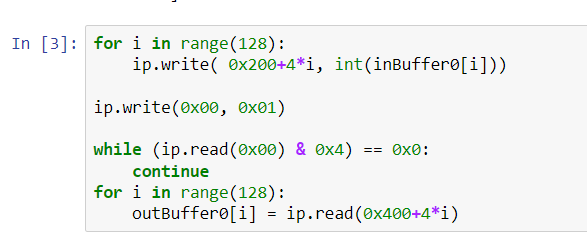 In [3]: for i in range(128):
    ip.write( 0x200+4*i, int(inBuffer0[i]))

ip.write(0x00, 0x01)

while (ip.read(0x00) & 0x4) == 0x0:
    continue
for i in range(128):
    outBuffer0[i] = ip.read(0x400+4*i)